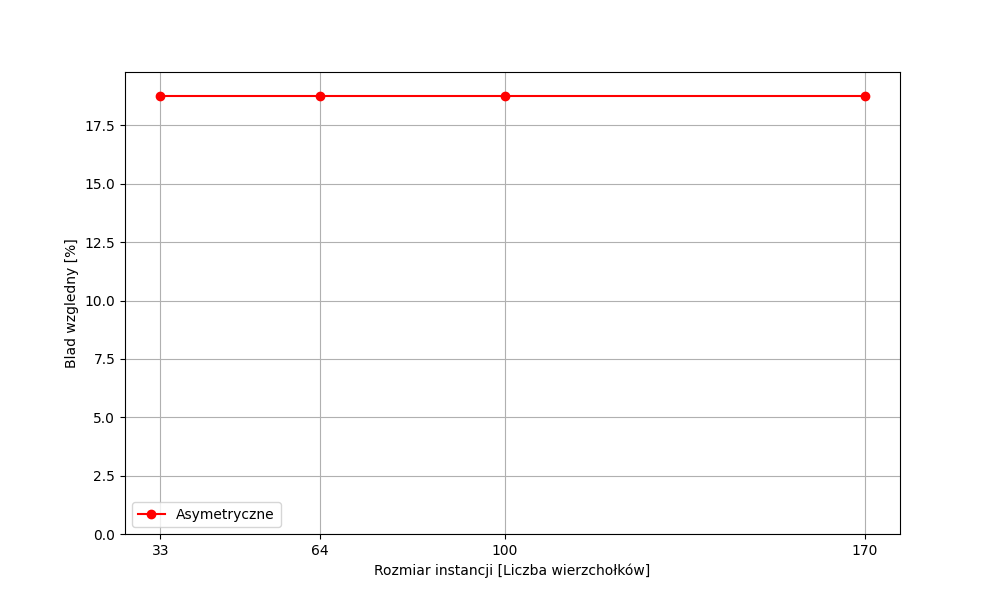 Blad wzgledny [%]
17.5
15.0
12.5
10.0
7.5
5.0
2.5
0.0
Asymetryczne
33 64 100 170
Rozmiar instancji [Liczba wierzchołków]